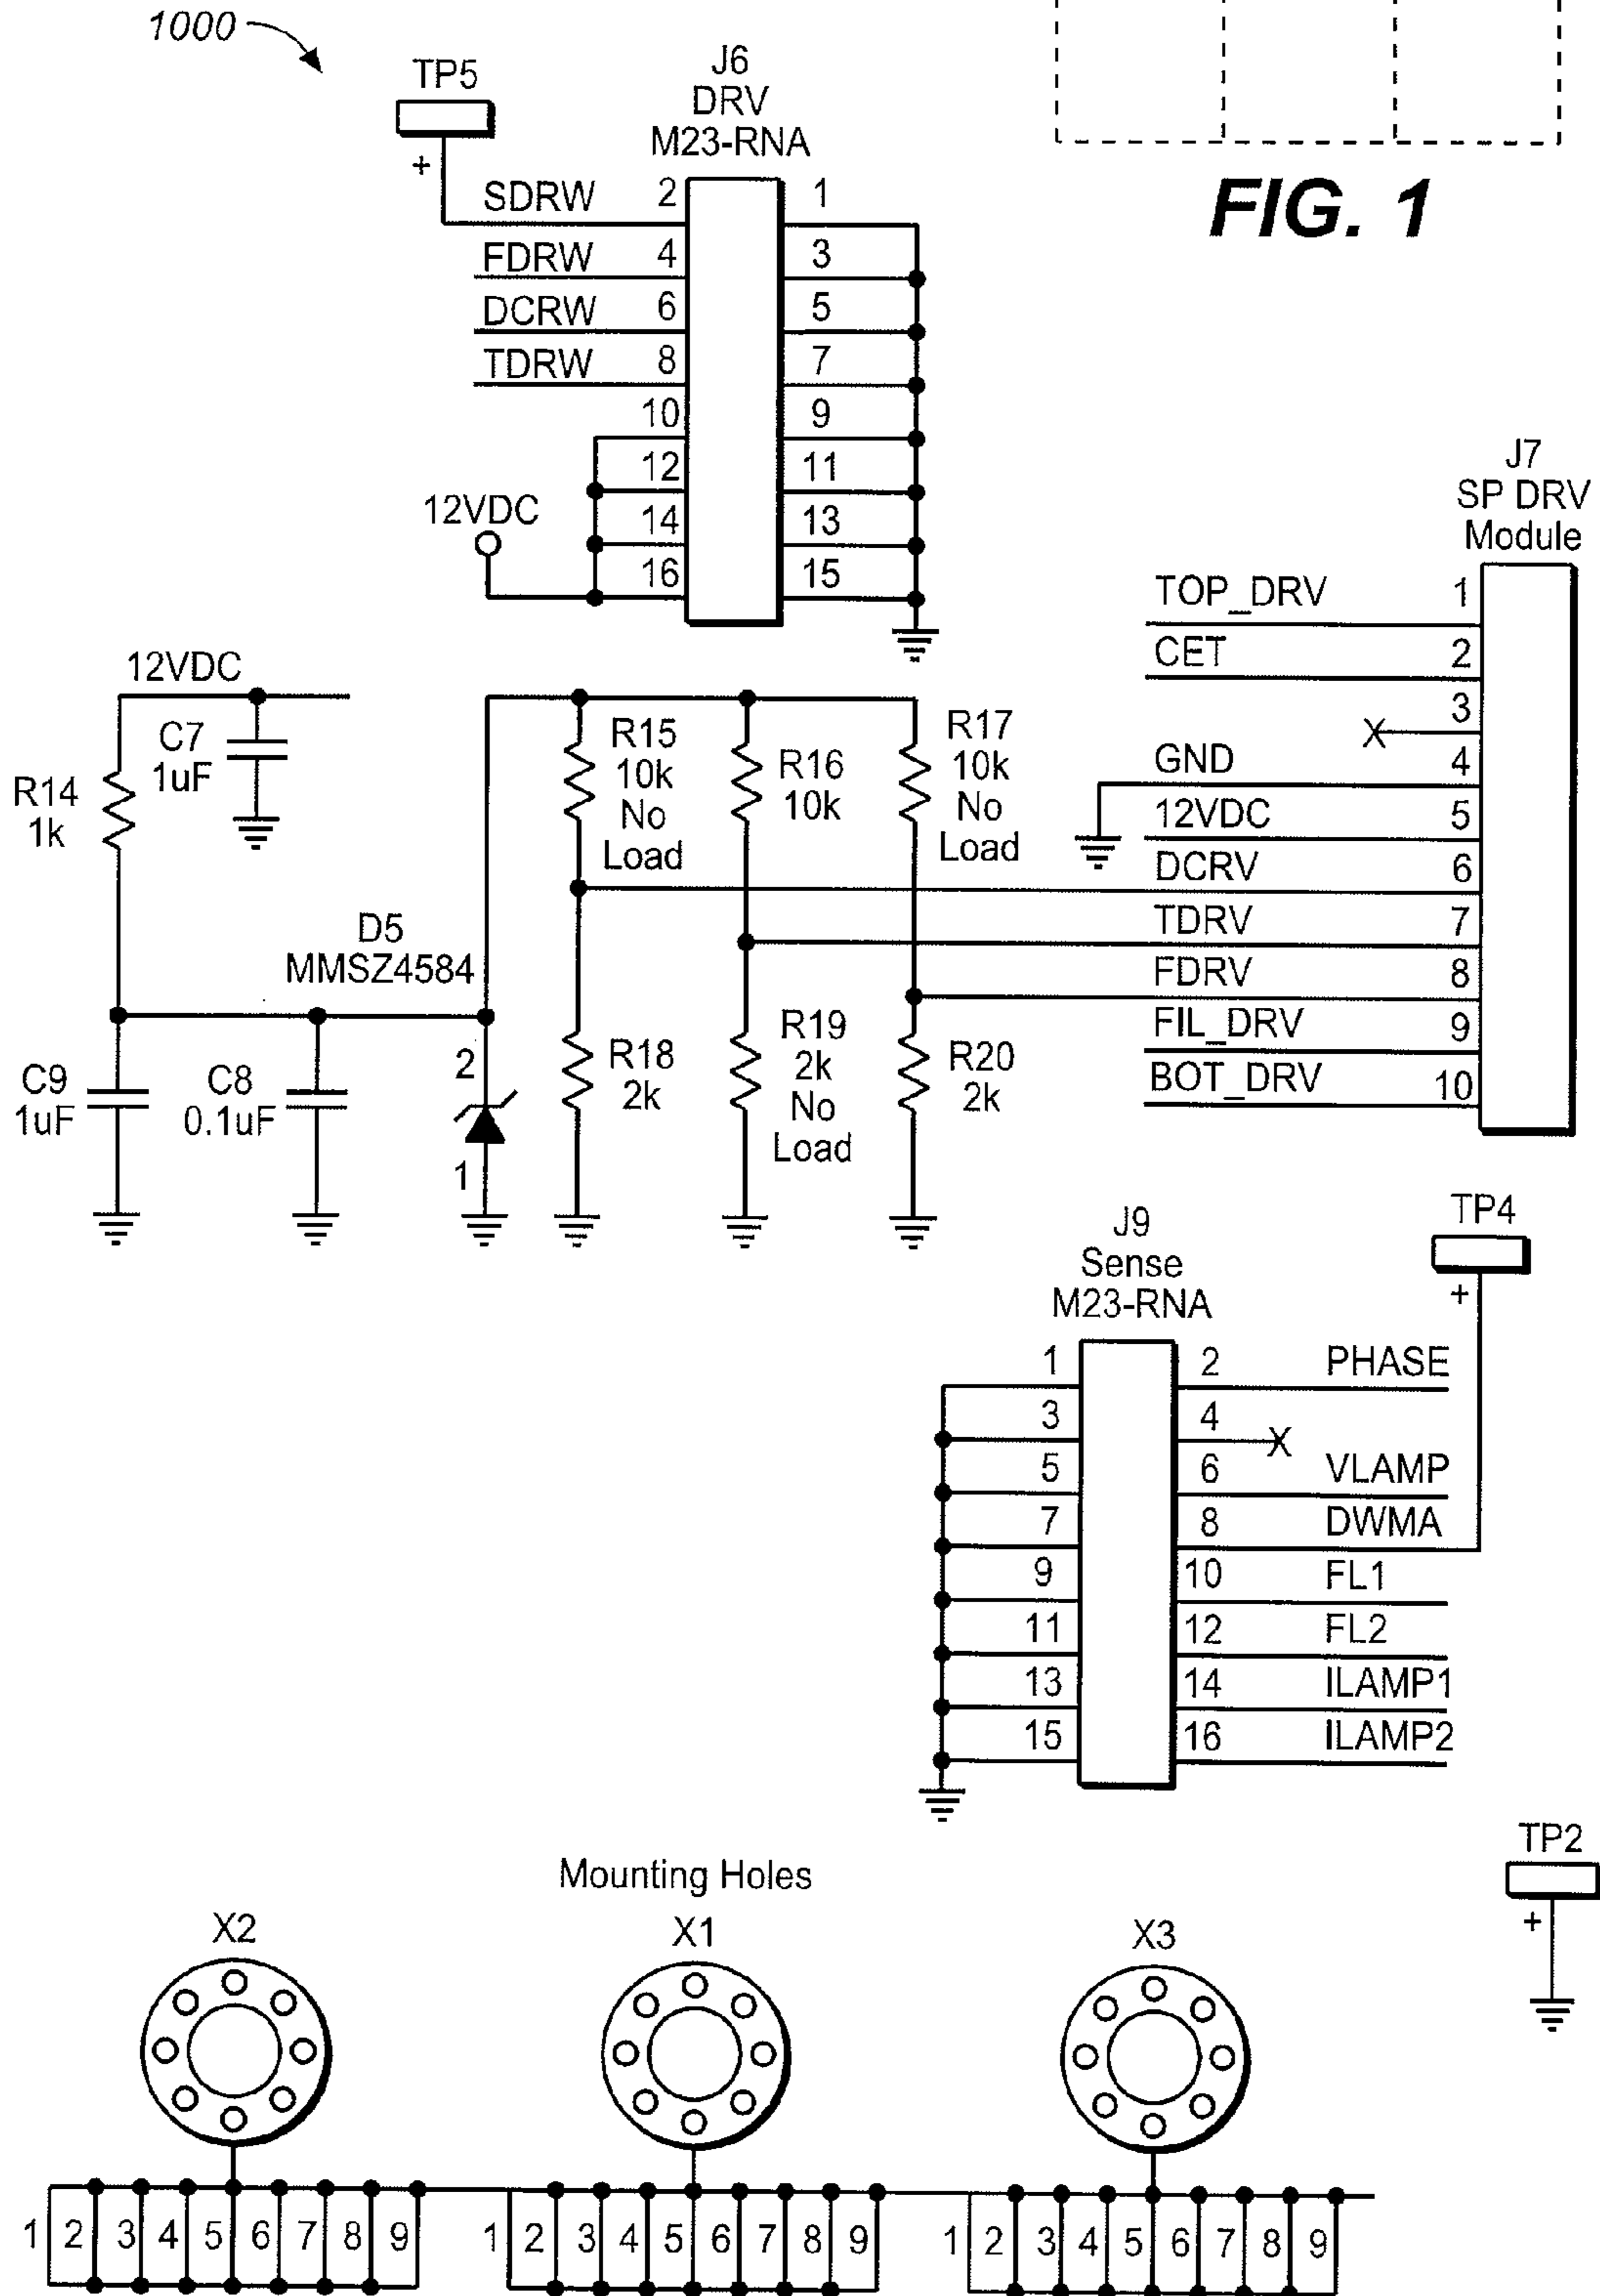 1000
TP5
+
J6
DRV
M23-RNA
FIG. 1
SDRW 2 1
FDRW 4 3
DCRW 6 5
TDRW 8 7
10 9
12 11
12VDC
14 13
16 15
J7
SP DRV
Module
TOP_DRV 1
CET 2
X 3
GND 4
12VDC 5
DCRV 6
TDRV 7
FDRV 8
FIL_DRV 9
BOT_DRV 10
12VDC
C7
1uF
R14
1k
R15
10k
No
Load
R16
10k
R17
10k
No
Load
D5
MMSZ4584
2
1
C9
1uF
C8
0.1uF
R18
2k
R19
2k
No
Load
R20
2k
J9
Sense
M23-RNA
TP4
+
1 2 PHASE
3 4 X
5 6 VLAMP
7 8 DWMA
9 10 FL1
11 12 FL2
13 14 ILAMP1
15 16 ILAMP2
TP2
+
Mounting Holes
X2 X1 X3
1 2 3 4 5 6 7 8 9 1 2 3 4 5 6 7 8 9 1 2 3 4 5 6 7 8 9